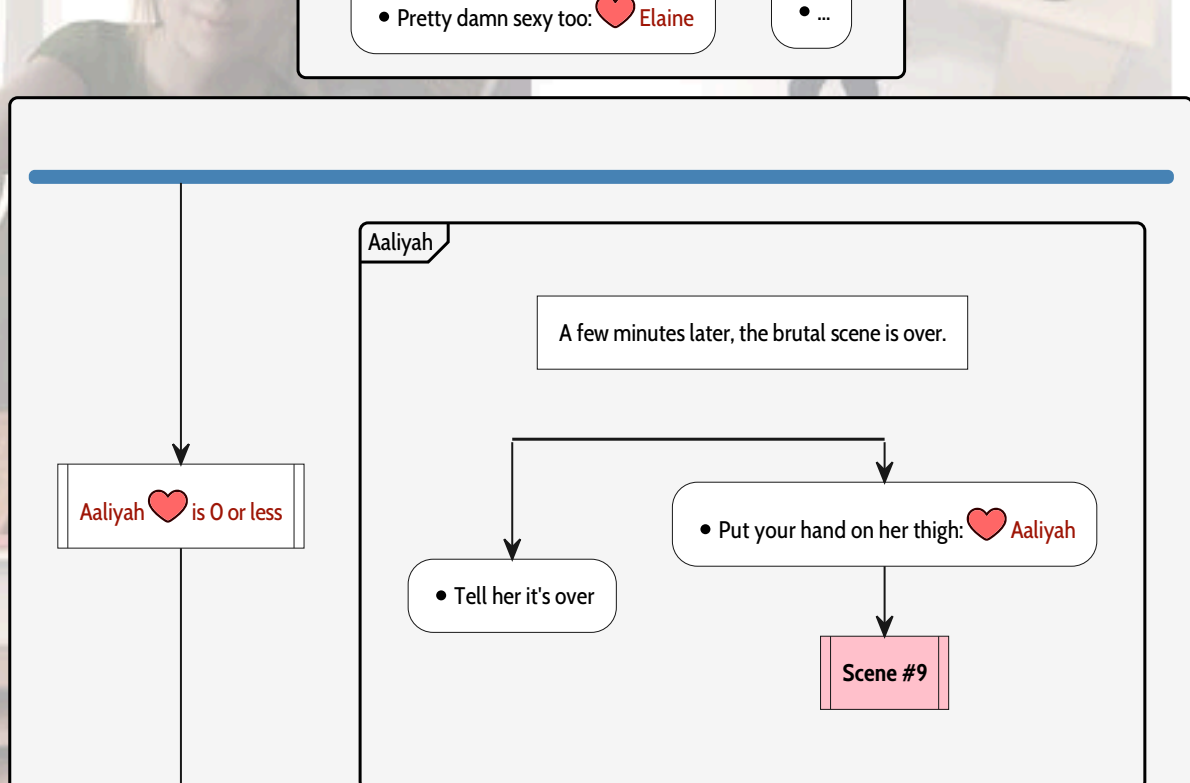 • Pretty damn sexy too: Elaine
• ...
Aaliyah
A few minutes later, the brutal scene is over.
Aaliyah is 0 or less
• Put your hand on her thigh: Aaliyah
• Tell her it's over
Scene #9